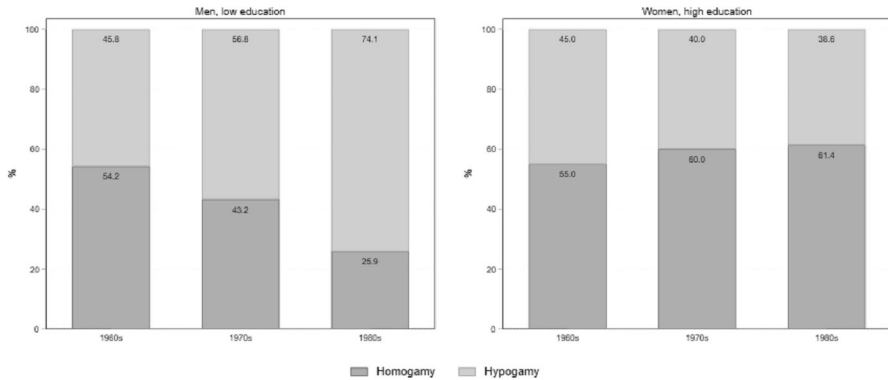 Men, low education
100
80
60
40
20
0
%
45.8
56.8
74.1
54.2
43.2
25.9
1960s
1970s
1980s
Women, high education
100
80
60
40
20
0
%
45.0
40.0
38.6
55.0
60.0
61.4
1960s
1970s
1980s
Homogamy
Hypogamy